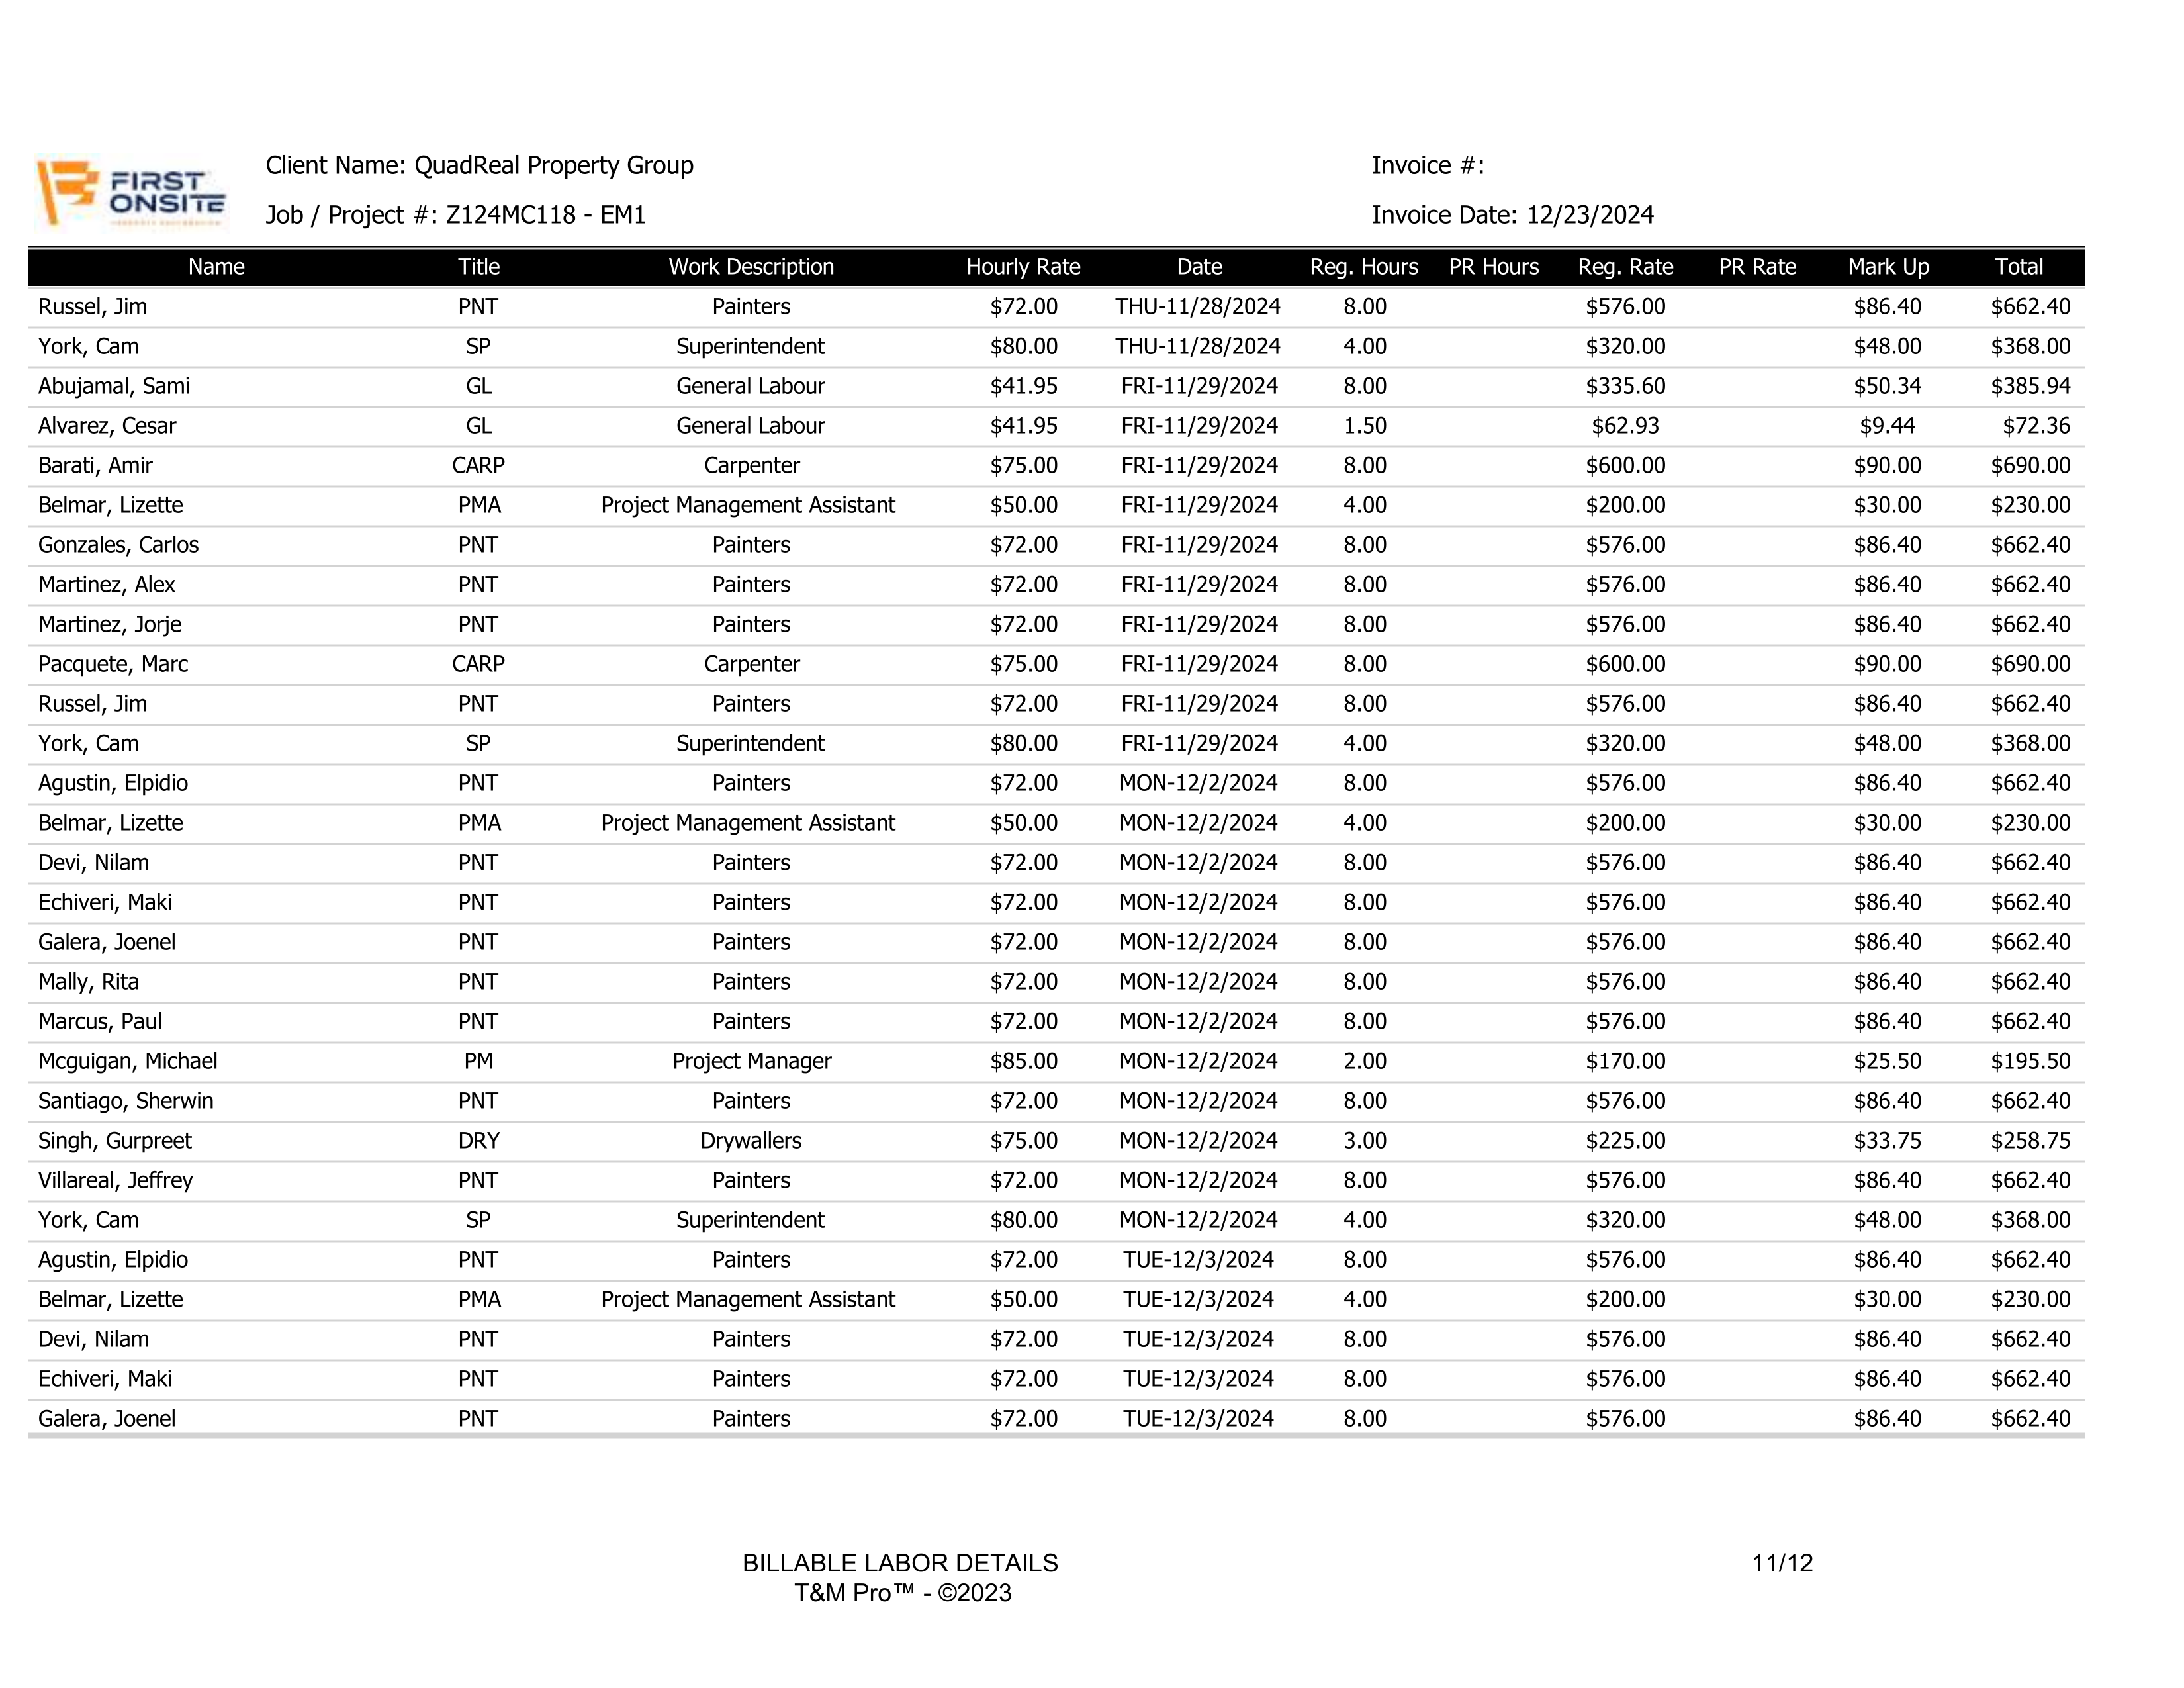 FIRST
ONSITE
Client Name: QuadReal Property Group Invoice #:
Job / Project #: Z124MC118 - EM1 Invoice Date: 12/23/2024
Name Title Work Description Hourly Rate Date Reg. Hours PR Hours Reg. Rate PR Rate Mark Up Total
Russel, Jim PNT Painters $72.00 THU-11/28/2024 8.00 $576.00 $86.40 $662.40
York, Cam SP Superintendent $80.00 THU-11/28/2024 4.00 $320.00 $48.00 $368.00
Abujamal, Sami GL General Labour $41.95 FRI-11/29/2024 8.00 $335.60 $50.34 $385.94
Alvarez, Cesar GL General Labour $41.95 FRI-11/29/2024 1.50 $62.93 $9.44 $72.36
Barati, Amir CARP Carpenter $75.00 FRI-11/29/2024 8.00 $600.00 $90.00 $690.00
Belmar, Lizette PMA Project Management Assistant $50.00 FRI-11/29/2024 4.00 $200.00 $30.00 $230.00
Gonzales, Carlos PNT Painters $72.00 FRI-11/29/2024 8.00 $576.00 $86.40 $662.40
Martinez, Alex PNT Painters $72.00 FRI-11/29/2024 8.00 $576.00 $86.40 $662.40
Martinez, Jorje PNT Painters $72.00 FRI-11/29/2024 8.00 $576.00 $86.40 $662.40
Pacquete, Marc CARP Carpenter $75.00 FRI-11/29/2024 8.00 $600.00 $90.00 $690.00
Russel, Jim PNT Painters $72.00 FRI-11/29/2024 8.00 $576.00 $86.40 $662.40
York, Cam SP Superintendent $80.00 FRI-11/29/2024 4.00 $320.00 $48.00 $368.00
Agustin, Elpidio PNT Painters $72.00 MON-12/2/2024 8.00 $576.00 $86.40 $662.40
Belmar, Lizette PMA Project Management Assistant $50.00 MON-12/2/2024 4.00 $200.00 $30.00 $230.00
Devi, Nilam PNT Painters $72.00 MON-12/2/2024 8.00 $576.00 $86.40 $662.40
Echiveri, Maki PNT Painters $72.00 MON-12/2/2024 8.00 $576.00 $86.40 $662.40
Galera, Joenel PNT Painters $72.00 MON-12/2/2024 8.00 $576.00 $86.40 $662.40
Mally, Rita PNT Painters $72.00 MON-12/2/2024 8.00 $576.00 $86.40 $662.40
Marcus, Paul PNT Painters $72.00 MON-12/2/2024 8.00 $576.00 $86.40 $662.40
Mcguigan, Michael PM Project Manager $85.00 MON-12/2/2024 2.00 $170.00 $25.50 $195.50
Santiago, Sherwin PNT Painters $72.00 MON-12/2/2024 8.00 $576.00 $86.40 $662.40
Singh, Gurpreet DRY Drywallers $75.00 MON-12/2/2024 3.00 $225.00 $33.75 $258.75
Villareal, Jeffrey PNT Painters $72.00 MON-12/2/2024 8.00 $576.00 $86.40 $662.40
York, Cam SP Superintendent $80.00 MON-12/2/2024 4.00 $320.00 $48.00 $368.00
Agustin, Elpidio PNT Painters $72.00 TUE-12/3/2024 8.00 $576.00 $86.40 $662.40
Belmar, Lizette PMA Project Management Assistant $50.00 TUE-12/3/2024 4.00 $200.00 $30.00 $230.00
Devi, Nilam PNT Painters $72.00 TUE-12/3/2024 8.00 $576.00 $86.40 $662.40
Echiveri, Maki PNT Painters $72.00 TUE-12/3/2024 8.00 $576.00 $86.40 $662.40
Galera, Joenel PNT Painters $72.00 TUE-12/3/2024 8.00 $576.00 $86.40 $662.40
BILLABLE LABOR DETAILS 11/12
T&M Pro™ - ©2023